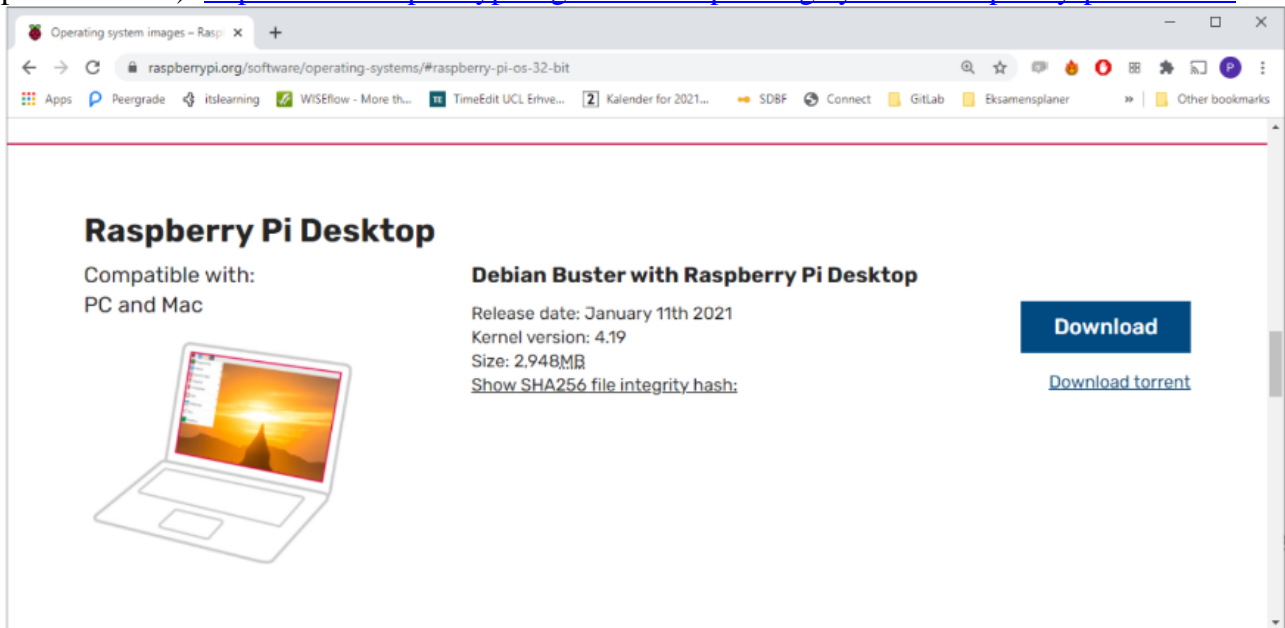 Operating system images – Rasp
raspberrypi.org/software/operating-systems/#raspberry-pi-os-32-bit
Apps Peergrade itslearning WISEflow - More th... TimeEdit UCL Erhve... 2 Kalender for 2021... SDBF Connect GitLab Eksamensplaner » Other bookmarks
Raspberry Pi Desktop
Compatible with:
PC and Mac
Debian Buster with Raspberry Pi Desktop
Release date: January 11th 2021
Kernel version: 4.19
Size: 2,948MB
Show SHA256 file integrity hash:
Download
Download torrent